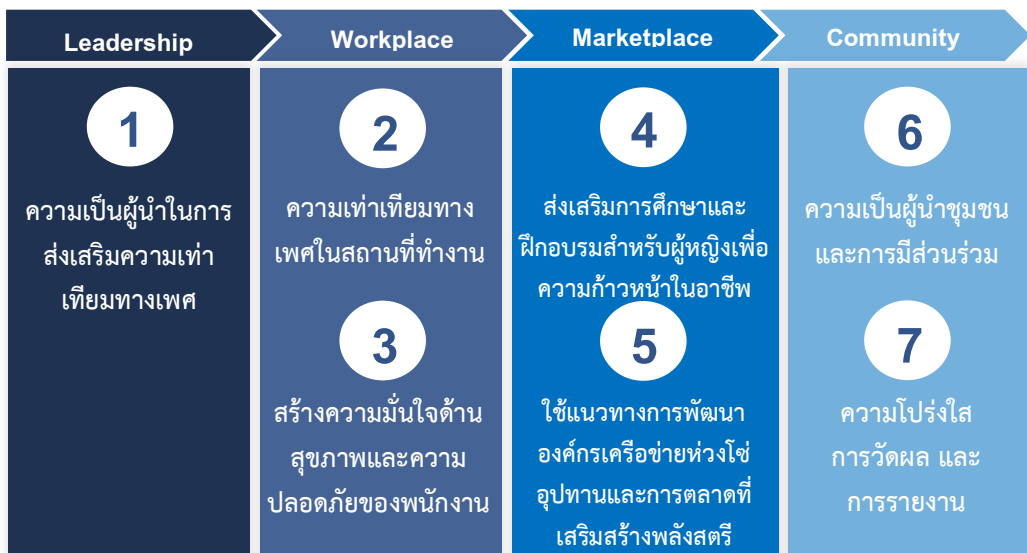 Leadership
Workplace
Marketplace
Community
1
ความเป็นผู้นำในการ
ส่งเสริมความเท่า
เทียมทางเพศ
2
ความเท่าเทียมทาง
เพศในสถานที่ทำงาน
3
สร้างความมั่นใจด้าน
สุขภาพและความ
ปลอดภัยของพนักงาน
4
ส่งเสริมการศึกษาและ
ฝึกอบรมสำหรับผู้หญิงเพื่อ
ความก้าวหน้าในอาชีพ
5
ใช้แนวทางการพัฒนา
องค์กรเครือข่ายห่วงโซ่
อุปทานและการตลาดที่
เสริมสร้างพลังสตรี
6
ความเป็นผู้นำชุมชน
และการมีส่วนร่วม
7
ความโปร่งใส
การวัดผล และ
การรายงาน